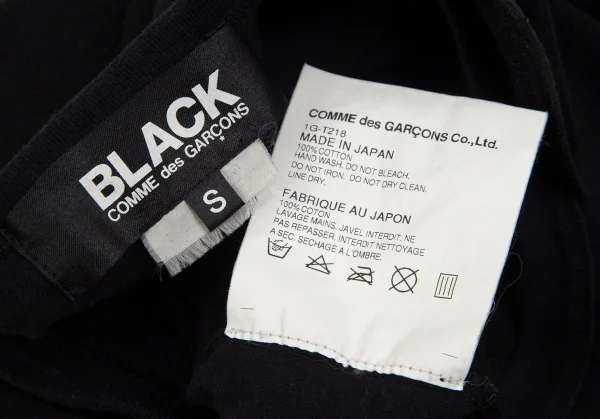 BLACK
COMME des GARÇONS
S
COMME des GARÇONS Co., Ltd.
1G-T218
MADE IN JAPAN
100% COTTON
HAND WASH. DO NOT BLEACH.
DO NOT IRON. DO NOT DRY CLEAN.
LINE DRY.
FABRIQUE AU JAPON
100% COTON
LAVAGE MAINS. JAVEL INTERDIT. NE
PAS REPASSER, INTERDIT NETTOYAGE
A SEC. SECHAGE A L'OMBRE.